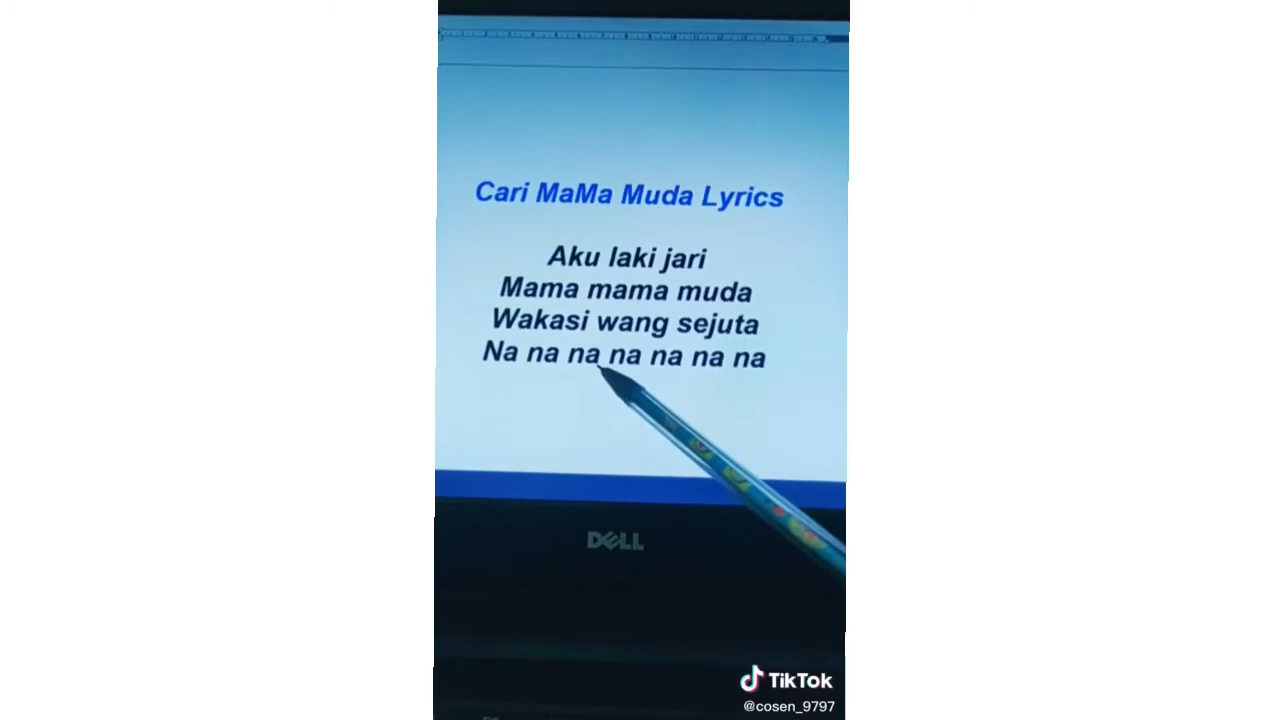 Cari MaMa Muda Lyrics
Aku laki jari
Mama mama muda
Wakasi wang sejuta
Na na na na na na na
DELL
TikTok
@cosen_9797